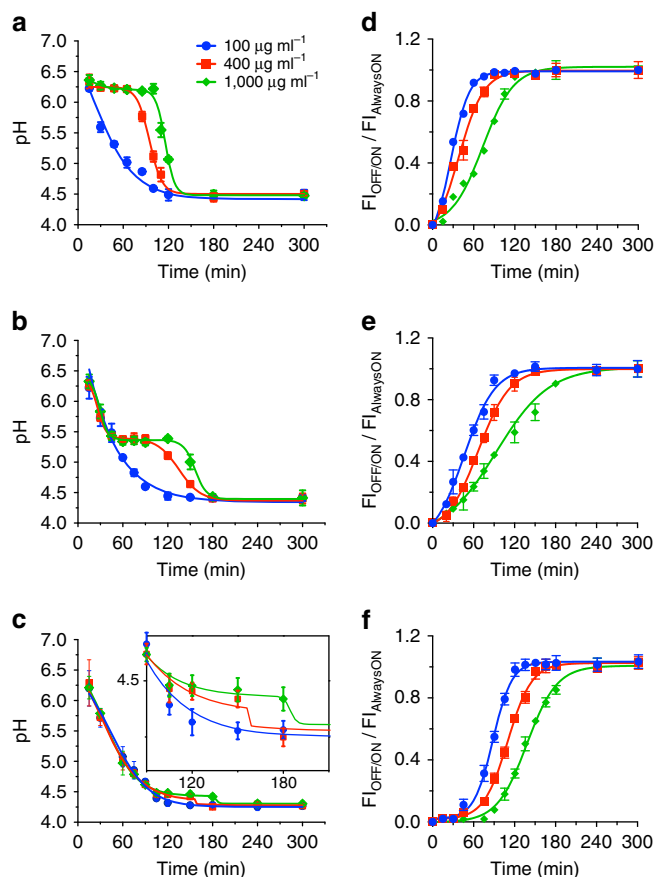 a
100 µg ml−1
400 µg ml−1
1,000 µg ml−1
7.0
6.5
6.0
5.5
5.0
4.5
4.0
pH
0 60 120 180 240 300
Time (min)
d
1.2
0.8
0.4
0.0
FIOFF/ON / FIAlwaysON
0 60 120 180 240 300
Time (min)
b
7.0
6.5
6.0
5.5
5.0
4.5
4.0
pH
0 60 120 180 240 300
Time (min)
e
1.2
0.8
0.4
0.0
FIOFF/ON / FIAlwaysON
0 60 120 180 240 300
Time (min)
c
7.0
6.5
6.0
5.5
5.0
4.5
4.0
pH
4.5
120 180
0 60 120 180 240 300
Time (min)
f
1.2
0.8
0.4
0.0
FIOFF/ON / FIAlwaysON
0 60 120 180 240 300
Time (min)